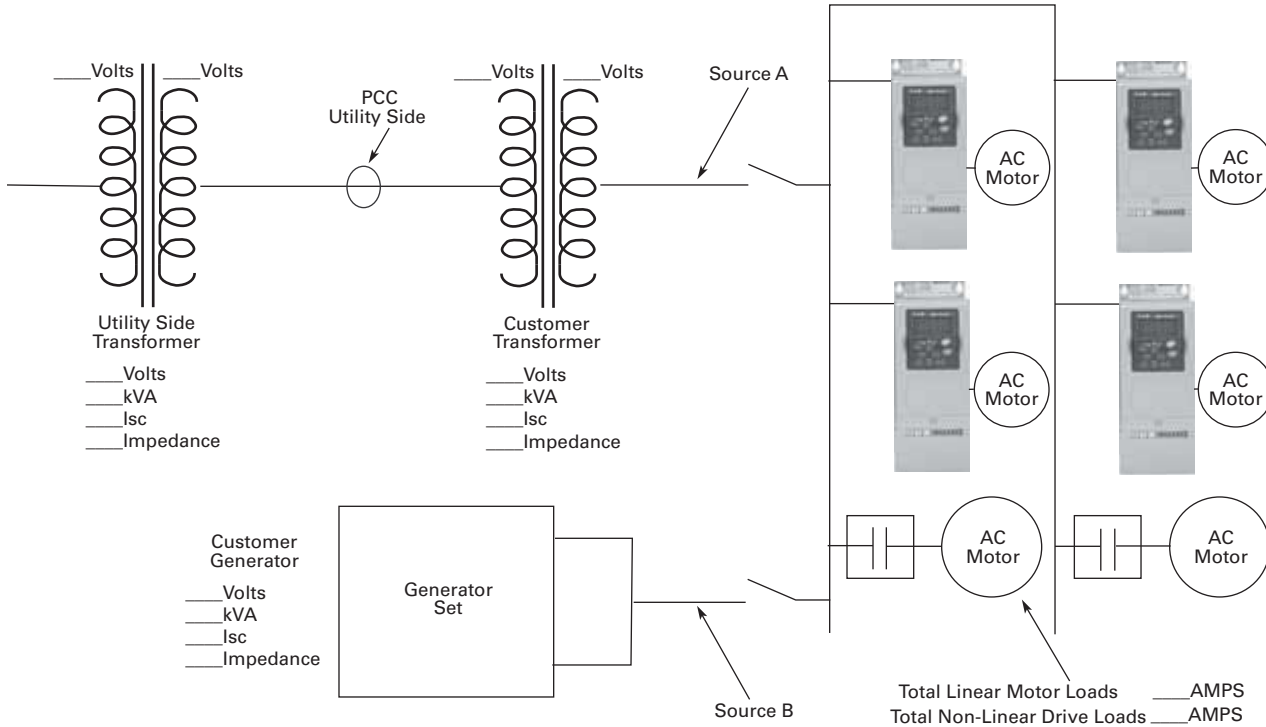 ____Volts ____Volts
PCC
Utility Side
____Volts ____Volts
Source A
AC
Motor
AC
Motor
Utility Side
Transformer
____Volts
____kVA
____Isc
____Impedance
Customer
Transformer
____Volts
____kVA
____Isc
____Impedance
AC
Motor
AC
Motor
Customer
Generator
____Volts
____kVA
____Isc
____Impedance
Generator
Set
Source B
AC
Motor
AC
Motor
Total Linear Motor Loads ____AMPS
Total Non-Linear Drive Loads ____AMPS